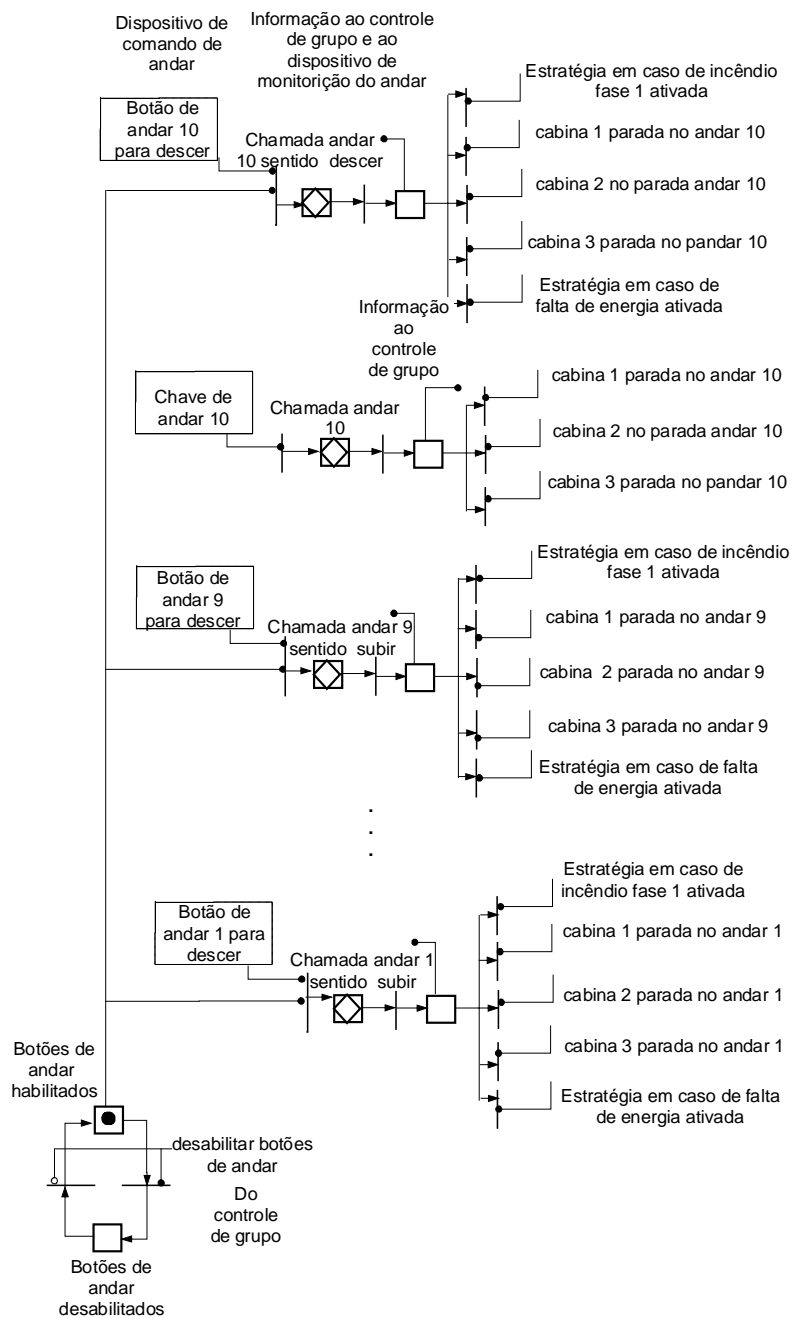 Dispositivo de
comando de
andar
Informação ao controle
de grupo e ao
dispositivo de
monitorição do andar
Botão de
andar 10
para descer
Chamada andar
10 sentido descer
Estratégia em caso de incêndio
fase 1 ativada
cabina 1 parada no andar 10
cabina 2 no parada andar 10
cabina 3 parada no pandar 10
Estratégia em caso de
falta de energia ativada
Informação
ao
controle
de grupo
Chave de
andar 10
Chamada andar
10
cabina 1 parada no andar 10
cabina 2 no parada andar 10
cabina 3 parada no pandar 10
Botão de
andar 9
para descer
Chamada andar 9
sentido subir
Estratégia em caso de incêndio
fase 1 ativada
cabina 1 parada no andar 9
cabina 2 parada no andar 9
cabina 3 parada no andar 9
Estratégia em caso de falta
de energia ativada
.
.
.
Botão de
andar 1 para
descer
Chamada andar 1
sentido subir
Estratégia em caso de
incêndio fase 1 ativada
cabina 1 parada no andar 1
cabina 2 parada no andar 1
cabina 3 parada no andar 1
Estratégia em caso de falta
de energia ativada
Botões de
andar
habilitados
desabilitar botões
de andar
Do
controle
de grupo
Botões de
andar
desabilitados